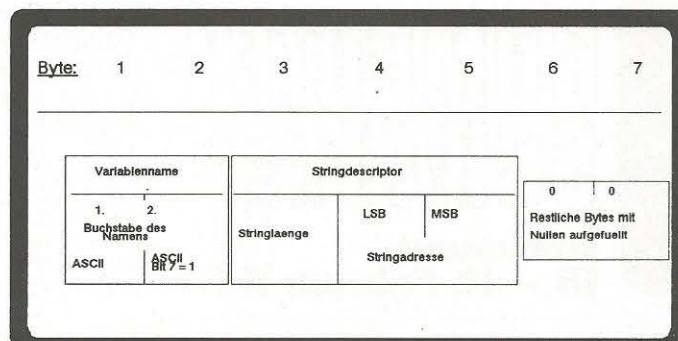 Byte: 1 2 3 4 5 6 7
Variablenname
1. 2.
Buchstabe des
Namens
ASCII
ASCII
Bit 7 = 1
Stringdescriptor
Stringlaenge
LSB MSB
Stringadresse
0 0
Restliche Bytes mit
Nullen aufgefuellt